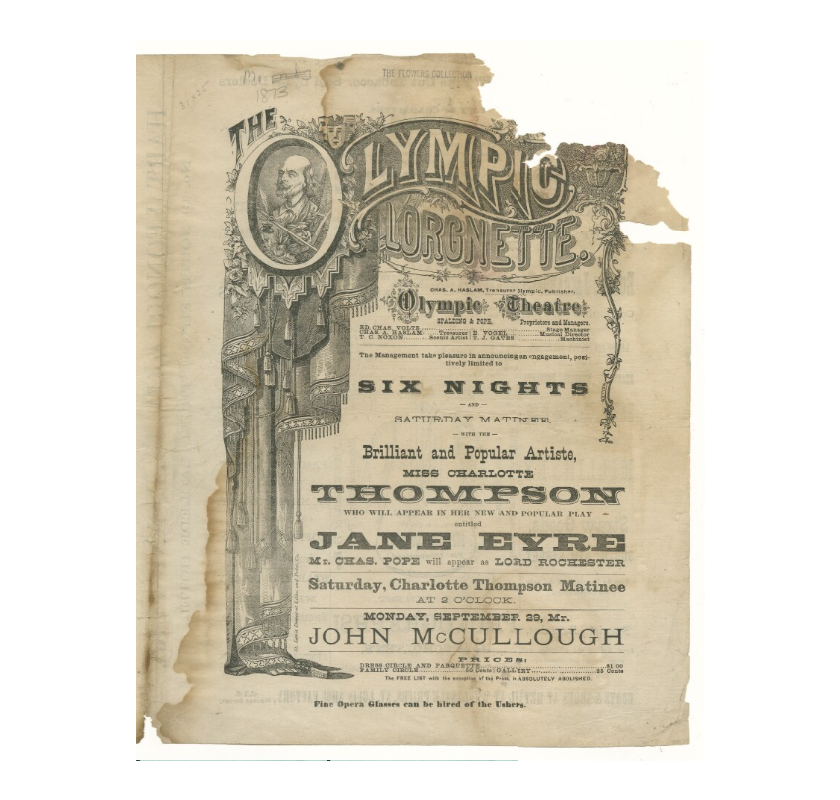 THE FLOWERS COLLECTION
1873
THE
OLYMPIC
LORGNETTE.
CHAS. A. HASLAM, Treasurer Olympic, Publisher.
Olympic Theatre
SPALDING & POPE, Proprietors and Managers.
ED. CHAS. VOLTZ Stage Manager
CHAS. A. HASLAM Treasurer E. VOGEL Musical Director
T. C. NOXON Scenic Artist T. J. GATES Machinist
The Management take pleasure in announcing an engagement, posi-
tively limited to
SIX NIGHTS
— AND —
SATURDAY MATINEE,
— WITH THE —
Brilliant and Popular Artiste,
MISS CHARLOTTE
THOMPSON
WHO WILL APPEAR IN HER NEW AND POPULAR PLAY —
entitled
JANE EYRE
Mr. CHAS. POPE will appear as LORD ROCHESTER
Saturday, Charlotte Thompson Matinee
AT 2 O'CLOCK.
MONDAY, SEPTEMBER 29, Mr.
JOHN McCULLOUGH
PRICES:
DRESS CIRCLE AND PARQUETTE $1 00
FAMILY CIRCLE 50 Cents GALLERY 25 Cents
The FREE LIST with the exception of the Press, is ABSOLUTELY ABOLISHED.
Fine Opera Glasses can be hired of the Ushers.